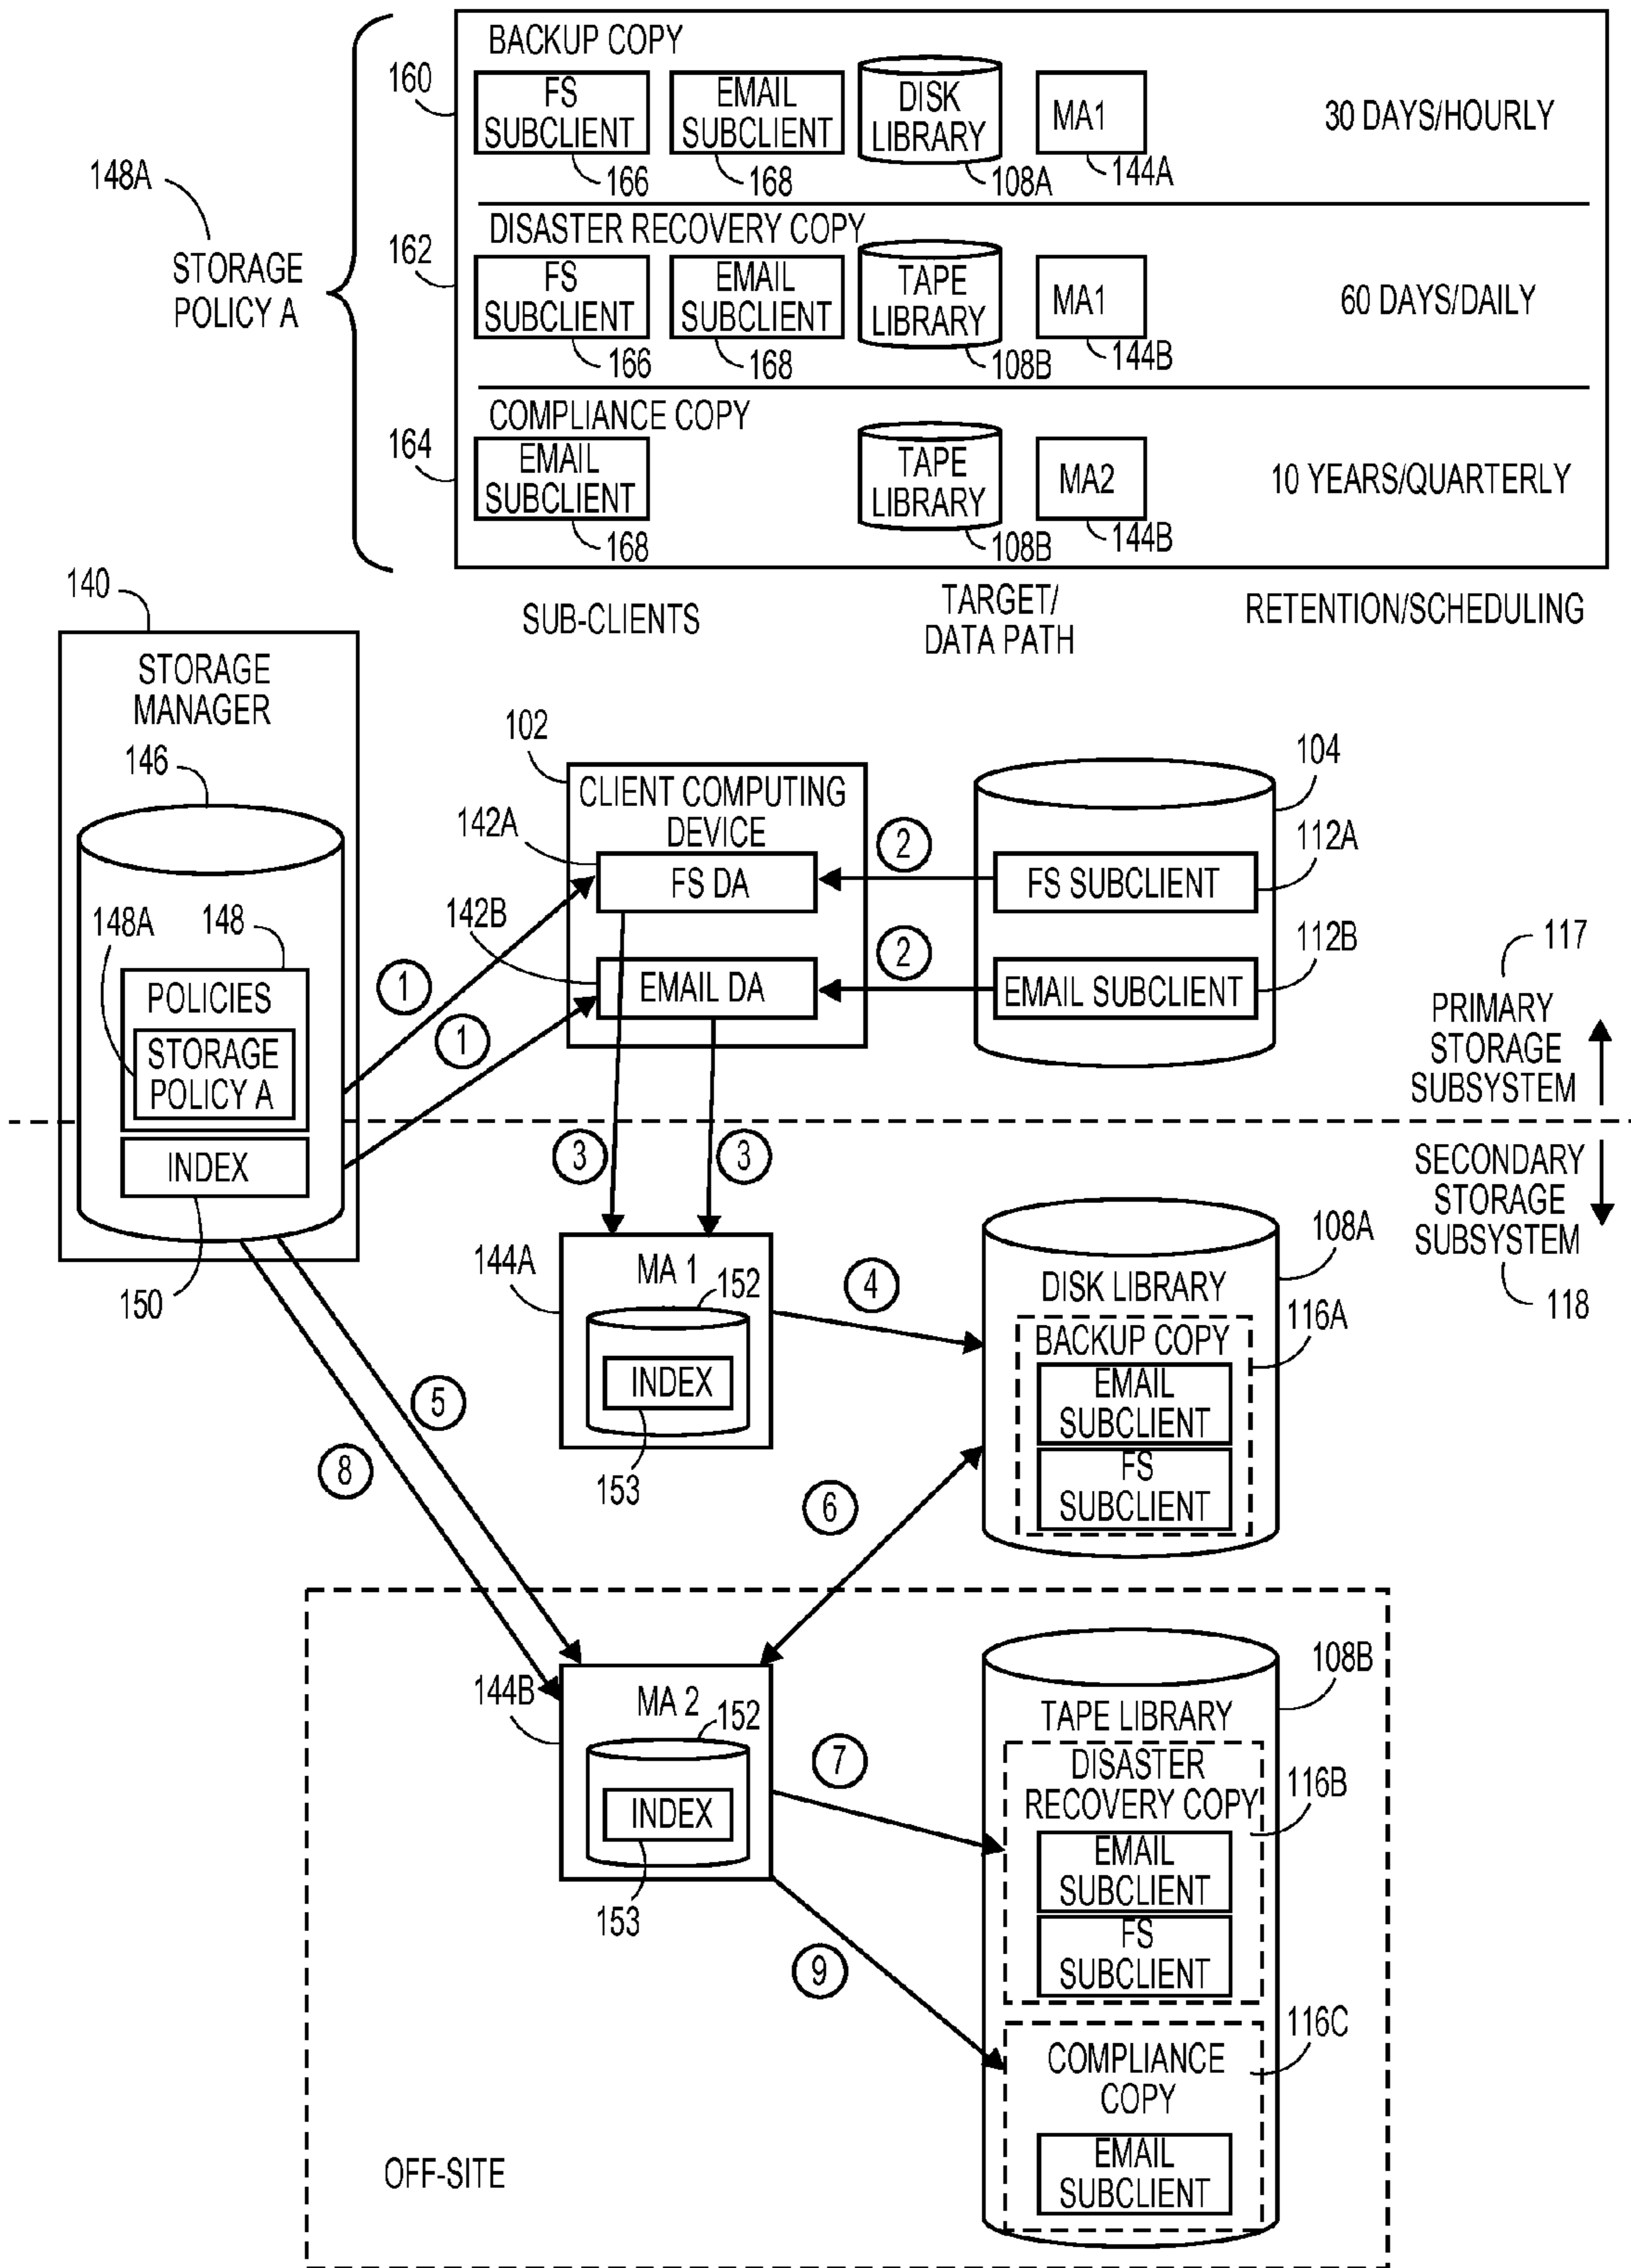 BACKUP COPY
160
FS
SUBCLIENT
166
EMAIL
SUBCLIENT
168
DISK
LIBRARY
108A
MA1
144A
30 DAYS/HOURLY
148A
STORAGE
POLICY A
DISASTER RECOVERY COPY
162
FS
SUBCLIENT
166
EMAIL
SUBCLIENT
168
TAPE
LIBRARY
108B
MA1
144B
60 DAYS/DAILY
COMPLIANCE COPY
164
EMAIL
SUBCLIENT
168
TAPE
LIBRARY
108B
MA2
144B
10 YEARS/QUARTERLY
SUB-CLIENTS
TARGET/
DATA PATH
RETENTION/SCHEDULING
140
STORAGE
MANAGER
146
148A
148
POLICIES
STORAGE
POLICY A
INDEX
150
1
1
102
CLIENT COMPUTING
DEVICE
142A
FS DA
142B
EMAIL DA
2
2
104
FS SUBCLIENT
112A
EMAIL SUBCLIENT
112B
117
PRIMARY
STORAGE
SUBSYSTEM
SECONDARY
STORAGE
SUBSYSTEM
118
3
3
144A
MA 1
152
INDEX
153
4
108A
DISK LIBRARY
BACKUP COPY
116A
EMAIL
SUBCLIENT
FS
SUBCLIENT
5
8
6
144B
MA 2
152
INDEX
153
7
9
108B
TAPE LIBRARY
DISASTER
RECOVERY COPY
116B
EMAIL
SUBCLIENT
FS
SUBCLIENT
116C
COMPLIANCE
COPY
EMAIL
SUBCLIENT
OFF-SITE